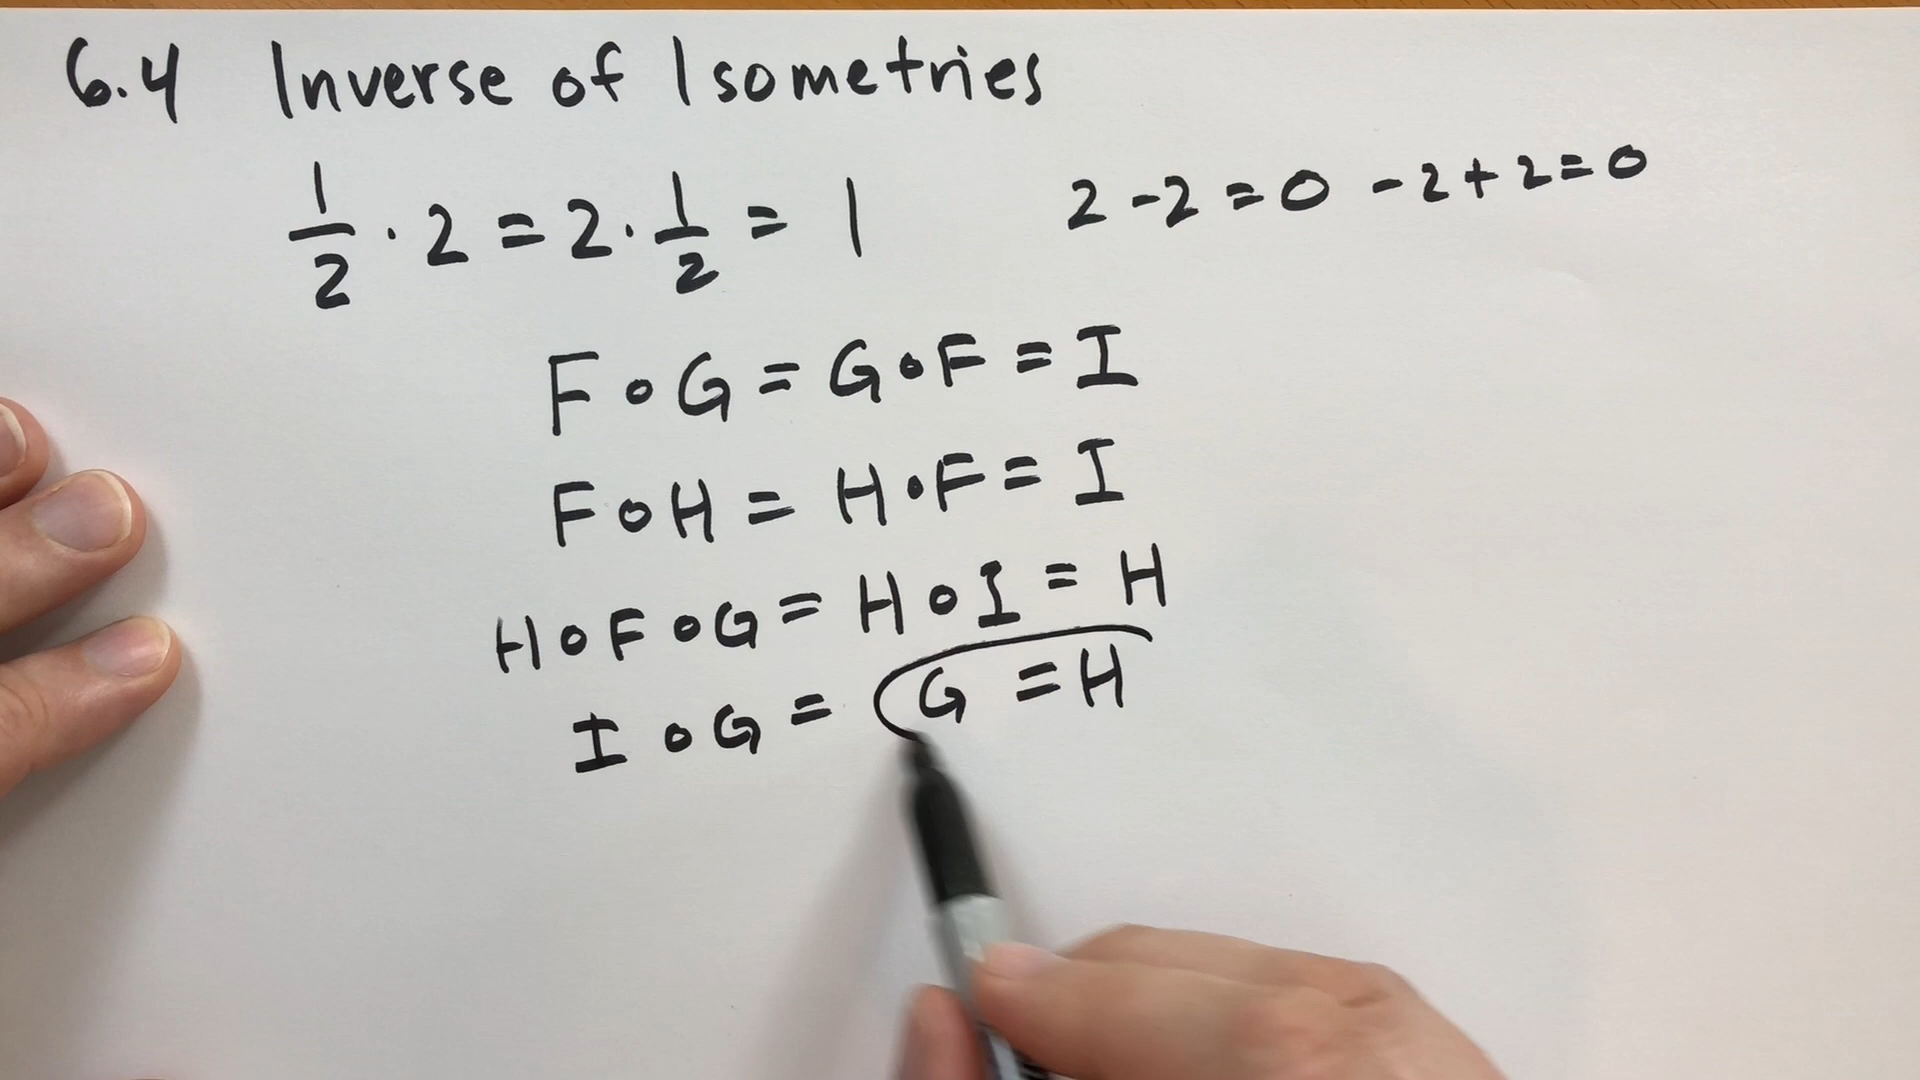 6.4 Inverse of Isometries
1/2 · 2 = 2 · 1/2 = 1
2 - 2 = 0 - 2 + 2 = 0
F ∘ G = G ∘ F = I
F ∘ H = H ∘ F = I
H ∘ F ∘ G = H ∘ I = H
I ∘ G = G = H